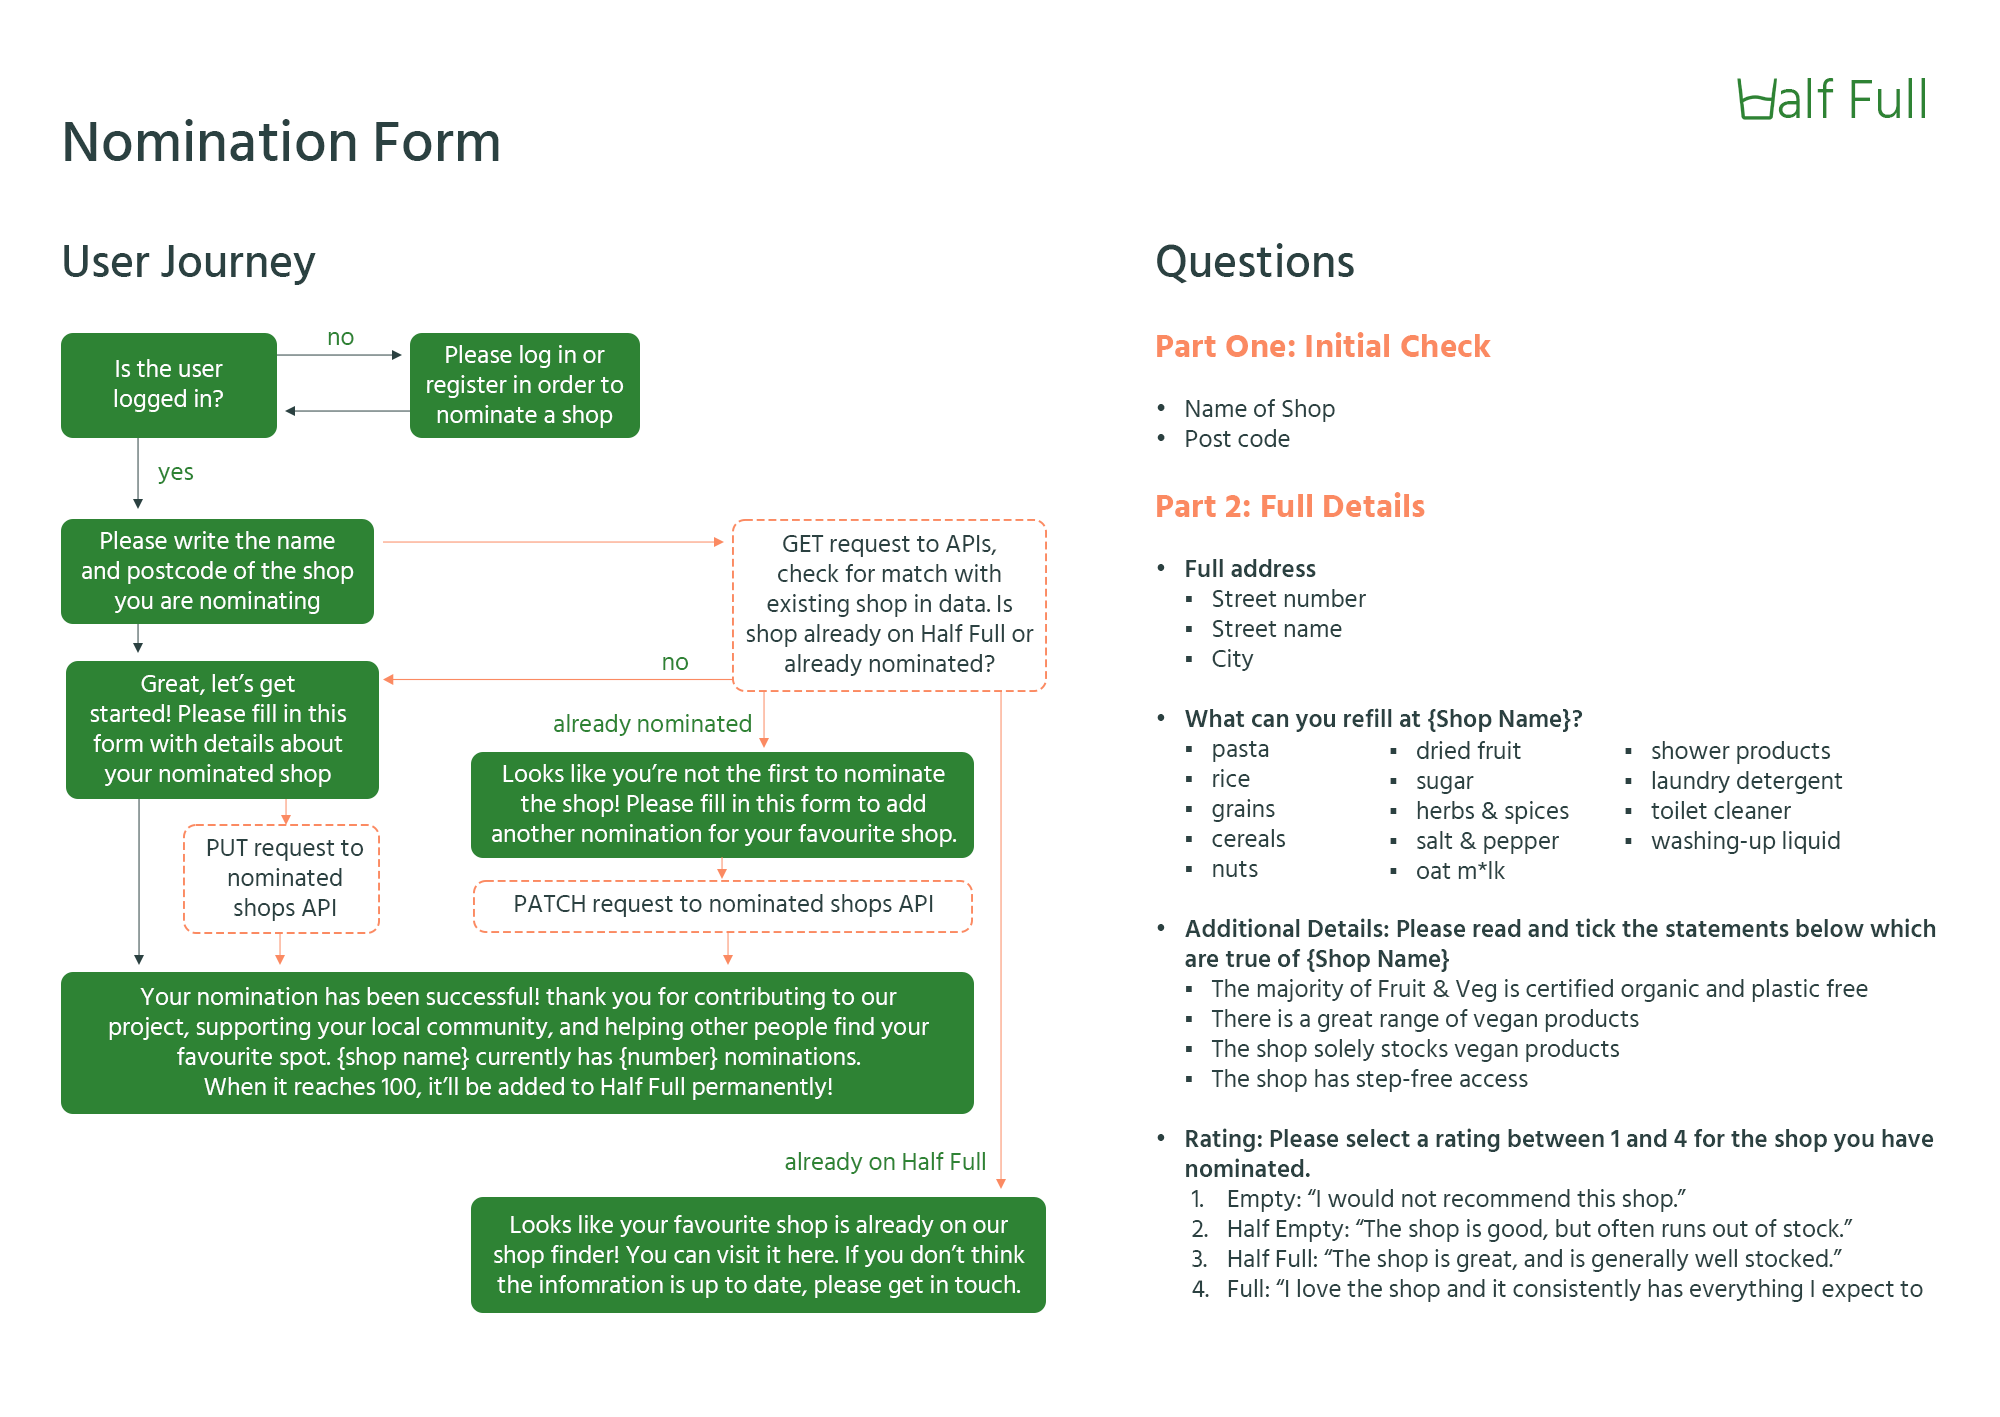 Half Full
Nomination Form
User Journey
Is the user
logged in?
no
Please log in or
register in order to
nominate a shop
yes
Please write the name
and postcode of the shop
you are nominating
GET request to APIs,
check for match with
existing shop in data. Is
shop already on Half Full or
already nominated?
no
Great, let’s get
started! Please fill in this
form with details about
your nominated shop
already nominated
Looks like you’re not the first to nominate
the shop! Please fill in this form to add
another nomination for your favourite shop.
PUT request to
nominated
shops API
PATCH request to nominated shops API
Your nomination has been successful! thank you for contributing to our
project, supporting your local community, and helping other people find your
favourite spot. {shop name} currently has {number} nominations.
When it reaches 100, it’ll be added to Half Full permanently!
already on Half Full
Looks like your favourite shop is already on our
shop finder! You can visit it here. If you don’t think
the infomration is up to date, please get in touch.
Questions
Part One: Initial Check
• Name of Shop
• Post code
Part 2: Full Details
• Full address
▪ Street number
▪ Street name
▪ City
• What can you refill at {Shop Name}?
▪ pasta
▪ rice
▪ grains
▪ cereals
▪ nuts
▪ dried fruit
▪ sugar
▪ herbs & spices
▪ salt & pepper
▪ oat m*lk
▪ shower products
▪ laundry detergent
▪ toilet cleaner
▪ washing-up liquid
• Additional Details: Please read and tick the statements below which
are true of {Shop Name}
▪ The majority of Fruit & Veg is certified organic and plastic free
▪ There is a great range of vegan products
▪ The shop solely stocks vegan products
▪ The shop has step-free access
• Rating: Please select a rating between 1 and 4 for the shop you have
nominated.
1. Empty: “I would not recommend this shop.”
2. Half Empty: “The shop is good, but often runs out of stock.”
3. Half Full: “The shop is great, and is generally well stocked.”
4. Full: “I love the shop and it consistently has everything I expect to